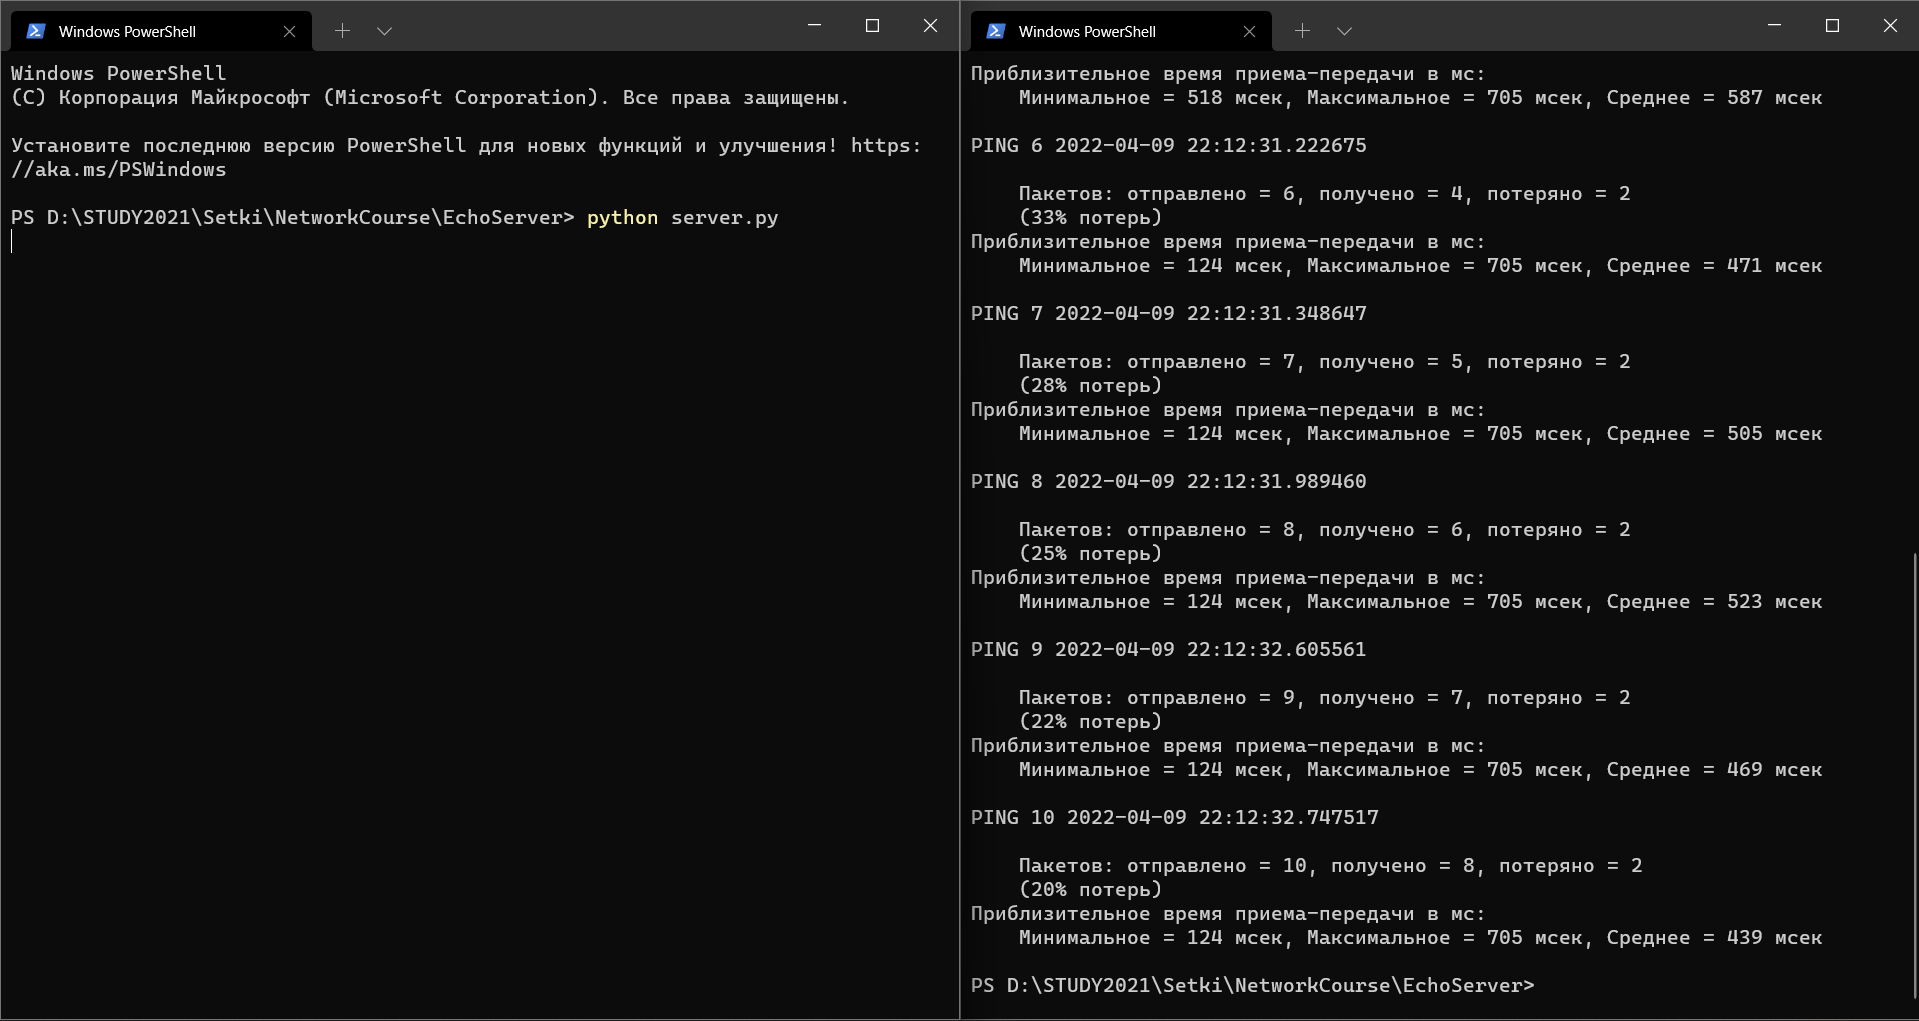 Windows PowerShell
Windows PowerShell
(C) Корпорация Майкрософт (Microsoft Corporation). Все права защищены.
Установите последнюю версию PowerShell для новых функций и улучшения! https:
//aka.ms/PSWindows
PS D:\STUDY2021\Setki\NetworkCourse\EchoServer> python server.py
Windows PowerShell
Приблизительное время приема-передачи в мс:
Минимальное = 518 мсек, Максимальное = 705 мсек, Среднее = 587 мсек
PING 6 2022-04-09 22:12:31.222675
Пакетов: отправлено = 6, получено = 4, потеряно = 2
(33% потерь)
Приблизительное время приема-передачи в мс:
Минимальное = 124 мсек, Максимальное = 705 мсек, Среднее = 471 мсек
PING 7 2022-04-09 22:12:31.348647
Пакетов: отправлено = 7, получено = 5, потеряно = 2
(28% потерь)
Приблизительное время приема-передачи в мс:
Минимальное = 124 мсек, Максимальное = 705 мсек, Среднее = 505 мсек
PING 8 2022-04-09 22:12:31.989460
Пакетов: отправлено = 8, получено = 6, потеряно = 2
(25% потерь)
Приблизительное время приема-передачи в мс:
Минимальное = 124 мсек, Максимальное = 705 мсек, Среднее = 523 мсек
PING 9 2022-04-09 22:12:32.605561
Пакетов: отправлено = 9, получено = 7, потеряно = 2
(22% потерь)
Приблизительное время приема-передачи в мс:
Минимальное = 124 мсек, Максимальное = 705 мсек, Среднее = 469 мсек
PING 10 2022-04-09 22:12:32.747517
Пакетов: отправлено = 10, получено = 8, потеряно = 2
(20% потерь)
Приблизительное время приема-передачи в мс:
Минимальное = 124 мсек, Максимальное = 705 мсек, Среднее = 439 мсек
PS D:\STUDY2021\Setki\NetworkCourse\EchoServer>